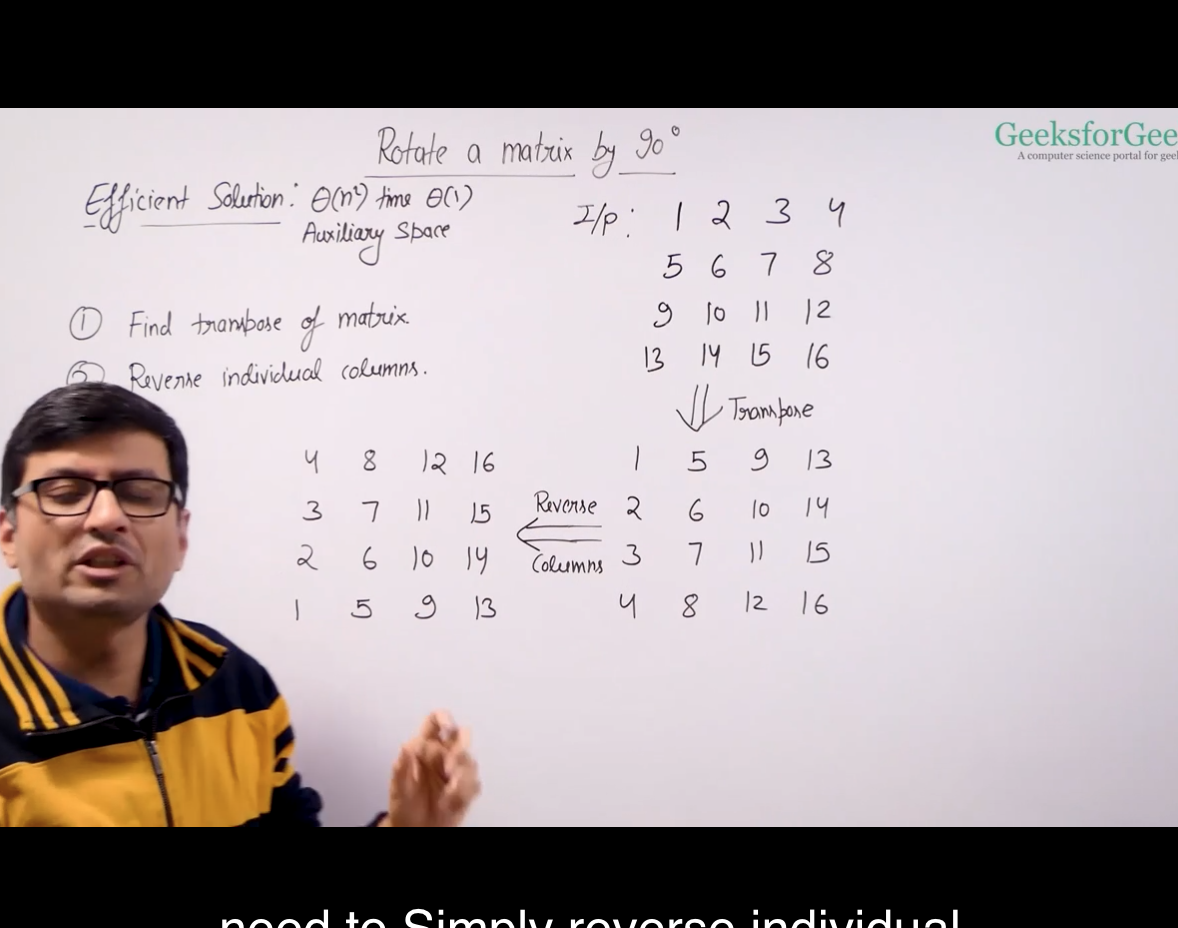 Rotate a matrix by 90°
GeeksforGee
A computer science portal for geel
Efficient Solution: θ(n²) time θ(1)
Auxiliary Space
① Find transpose of matrix.
② Reverse individual columns.
I/p: 1 2 3 4
5 6 7 8
9 10 11 12
13 14 15 16
Transpose
1 5 9 13
2 6 10 14
3 7 11 15
4 8 12 16
Reverse
Columns
4 8 12 16
3 7 11 15
2 6 10 14
1 5 9 13
need to Simply reverse individual